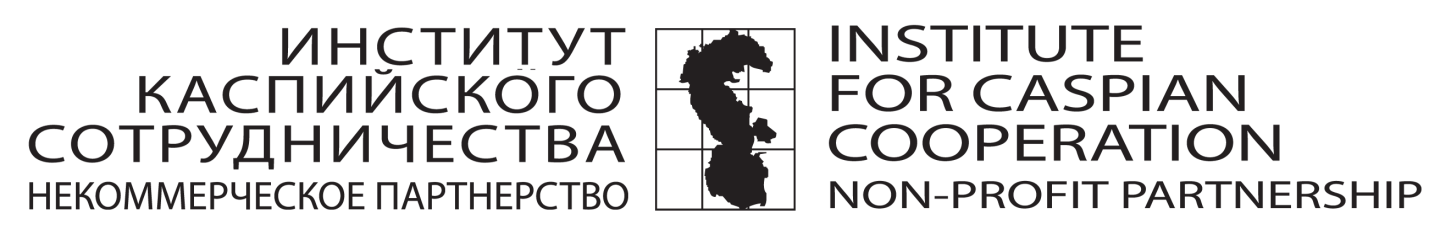 ИНСТИТУТ
КАСПИЙСКОГО
СОТРУДНИЧЕСТВА
НЕКОММЕРЧЕСКОЕ ПАРТНЕРСТВО
INSTITUTE
FOR CASPIAN
COOPERATION
NON-PROFIT PARTNERSHIP